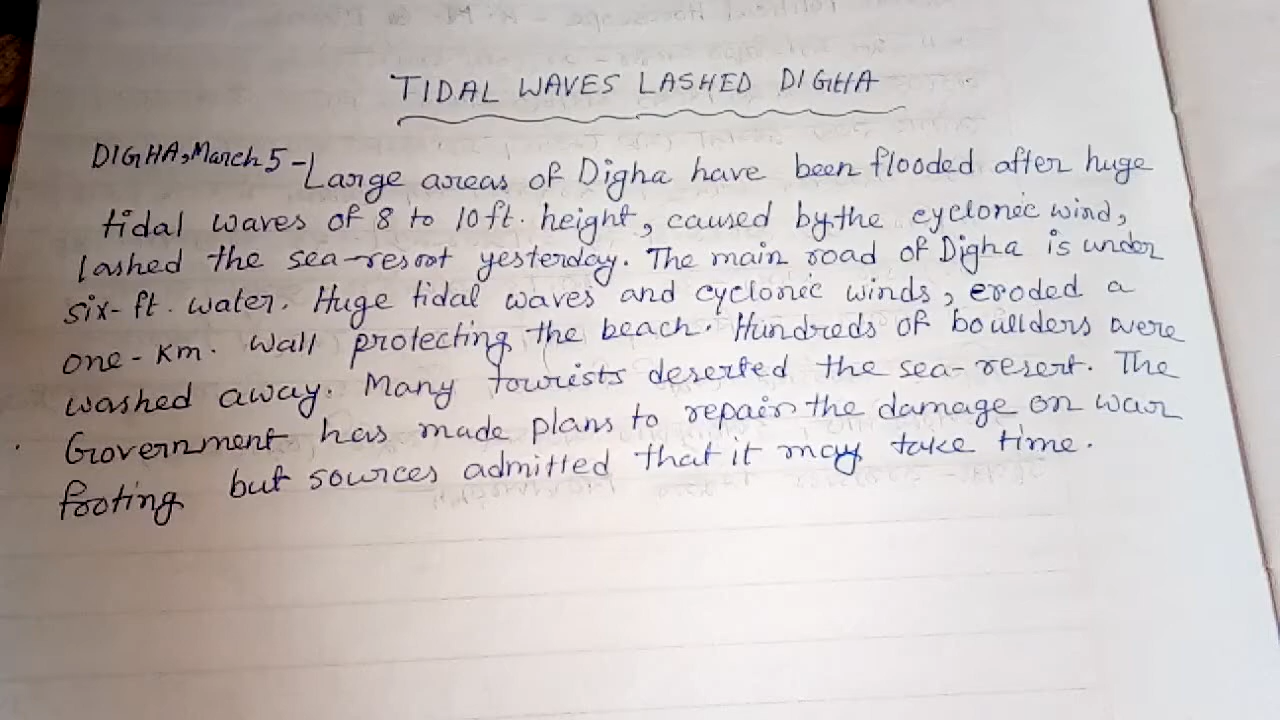 TIDAL WAVES LASHED DIGHA
DIGHA, March 5 - Large areas of Digha have been flooded after huge
tidal waves of 8 to 10 ft. height, caused by the cyclonic wind,
lashed the sea-resort yesterday. The main road of Digha is under
six-ft. water. Huge tidal waves and cyclonic winds, eroded a
one-Km. wall protecting the beach. Hundreds of boulders were
washed away. Many tourists deserted the sea-resort. The
Government has made plans to repair the damage on war
footing but sources admitted that it may take time.